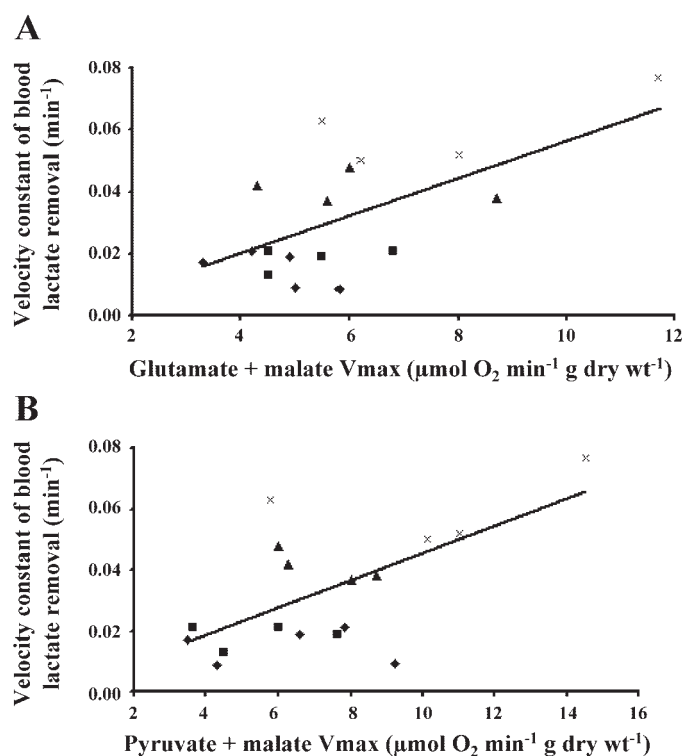 A
Velocity constant of blood
lactate removal (min⁻¹)
0.08
0.06
0.04
0.02
0.00
2 4 6 8 10 12
Glutamate + malate Vmax (μmol O₂ min⁻¹ g dry wt⁻¹)
B
Velocity constant of blood
lactate removal (min⁻¹)
0.08
0.06
0.04
0.02
0.00
2 4 6 8 10 12 14 16
Pyruvate + malate Vmax (μmol O₂ min⁻¹ g dry wt⁻¹)